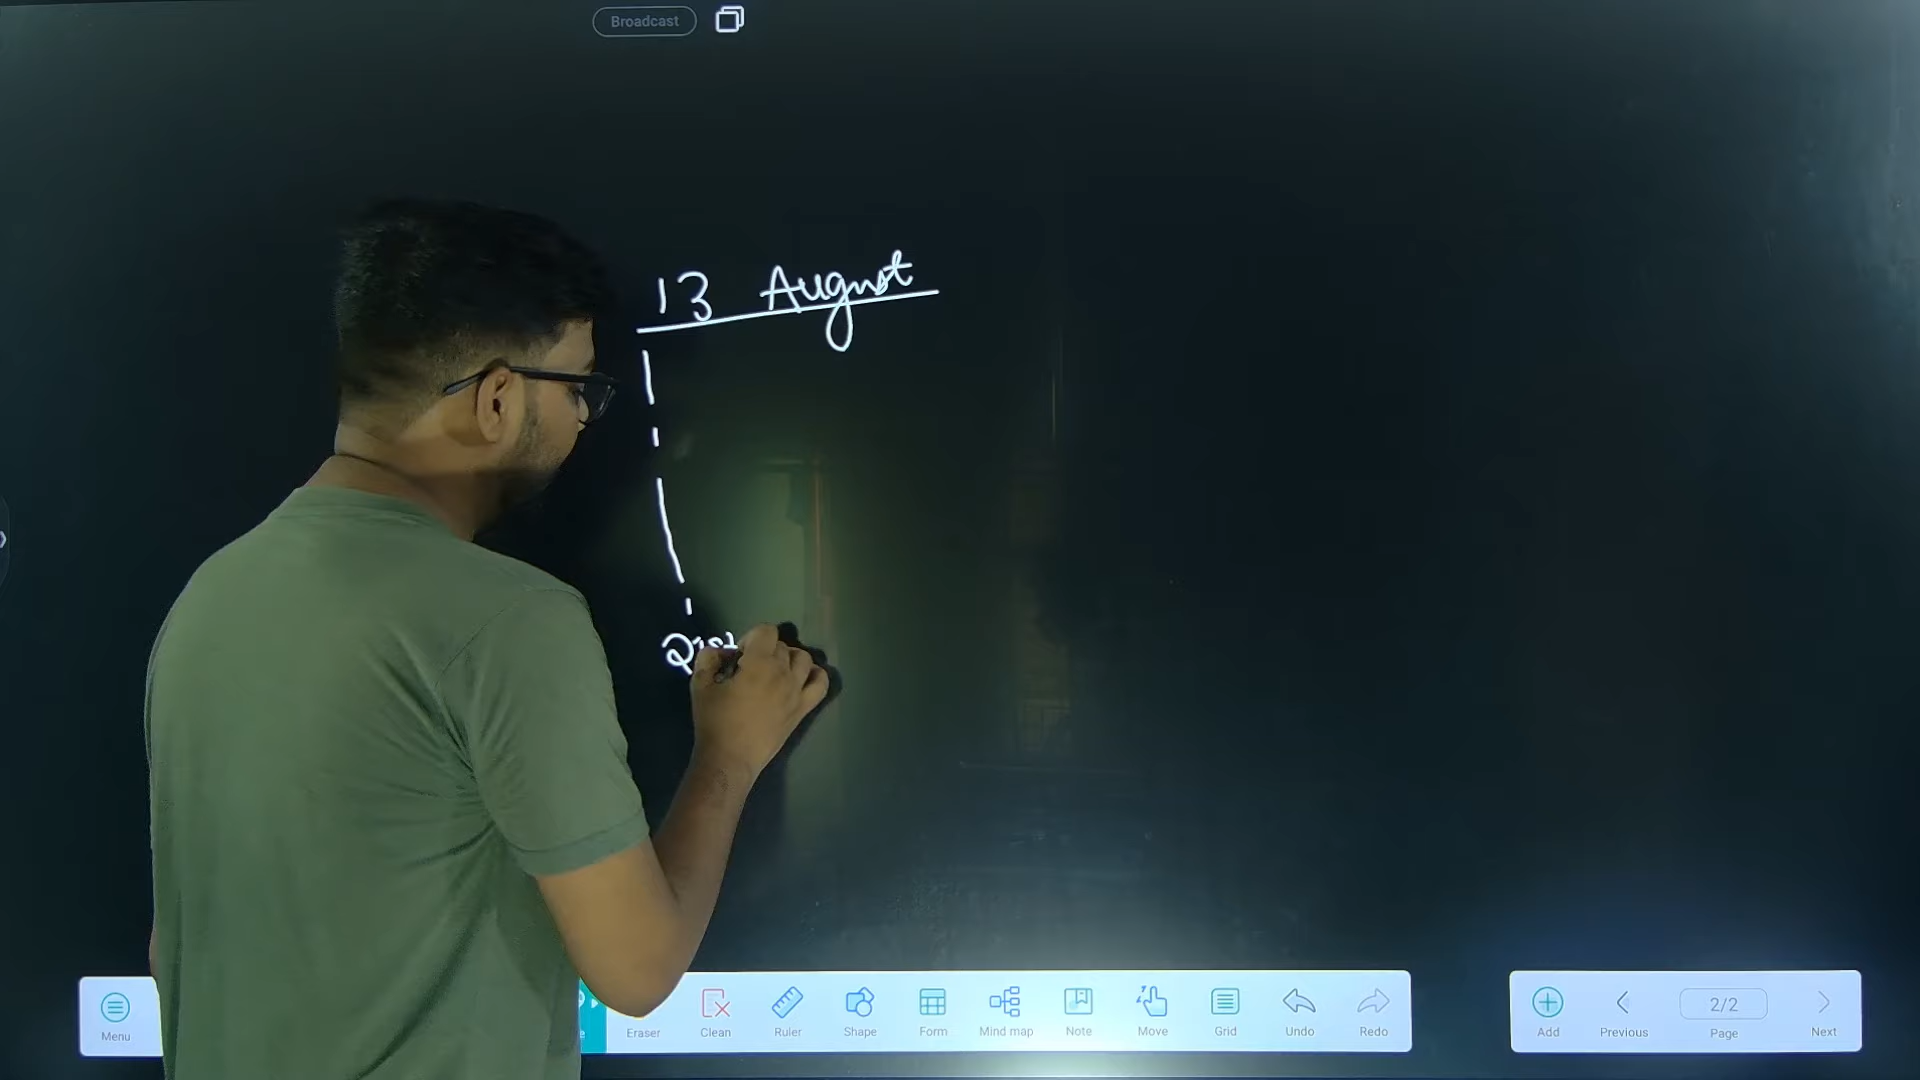 Broadcast
13 August
Menu
Eraser
Clean
Ruler
Shape
Form
Mind map
Note
Move
Grid
Undo
Redo
Add
Previous
2/2
Page
Next